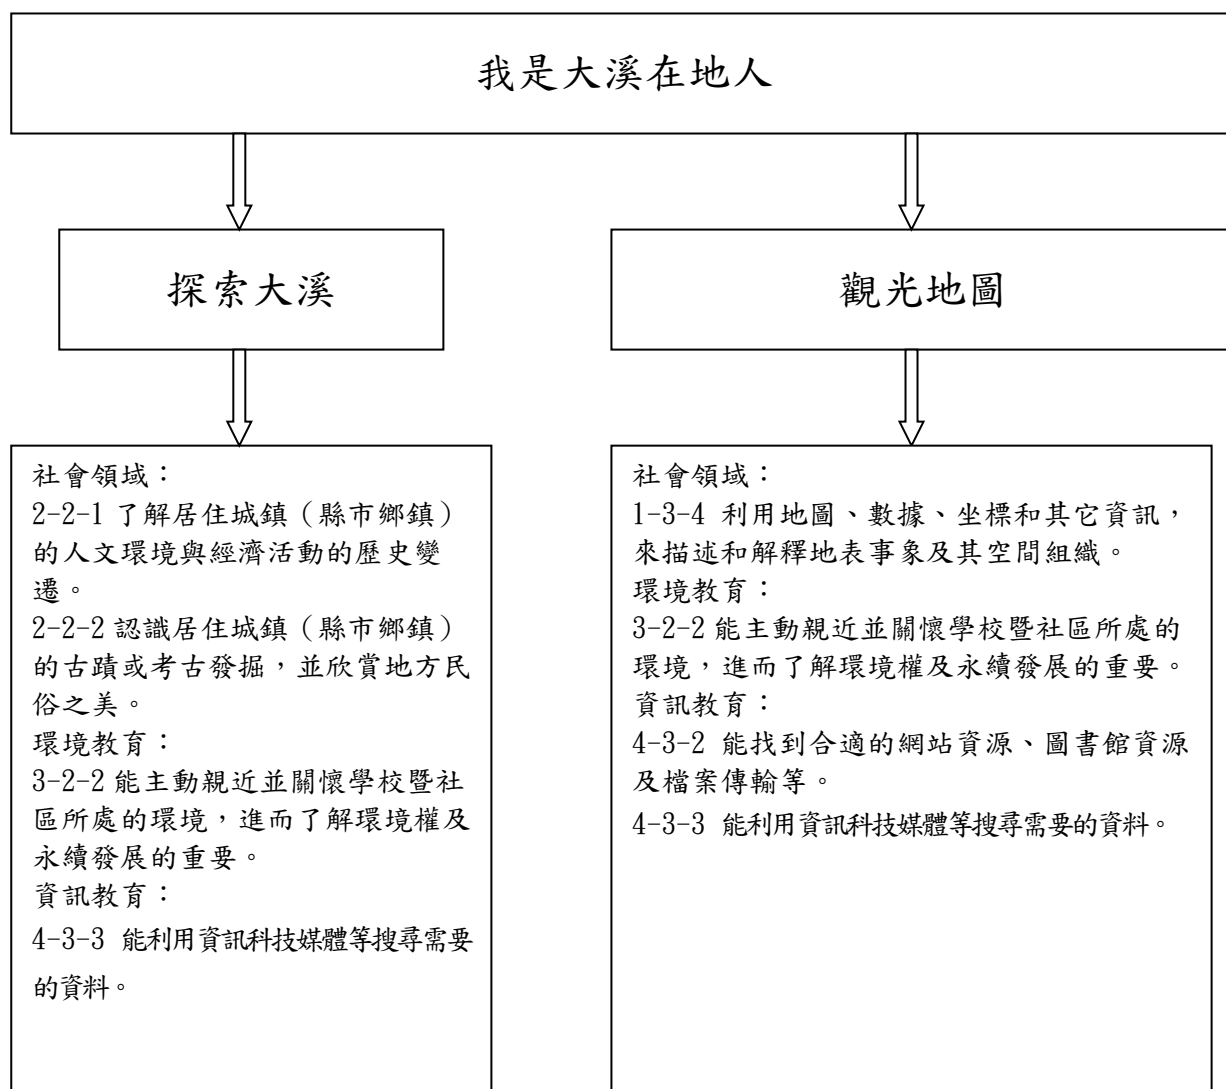 我是大溪在地人
探索大溪
觀光地圖
社會領域：
2-2-1 了解居住城鎮（縣市鄉鎮）
的人文環境與經濟活動的歷史變
遷。
2-2-2 認識居住城鎮（縣市鄉鎮）
的古蹟或考古發掘，並欣賞地方民
俗之美。
環境教育：
3-2-2 能主動親近並關懷學校暨社
區所處的環境，進而了解環境權及
永續發展的重要。
資訊教育：
4-3-3 能利用資訊科技媒體等搜尋需要
的資料。
社會領域：
1-3-4 利用地圖、數據、坐標和其它資訊，
來描述和解釋地表事象及其空間組織。
環境教育：
3-2-2 能主動親近並關懷學校暨社區所處的
環境，進而了解環境權及永續發展的重要。
資訊教育：
4-3-2 能找到合適的網站資源、圖書館資源
及檔案傳輸等。
4-3-3 能利用資訊科技媒體等搜尋需要的資料。